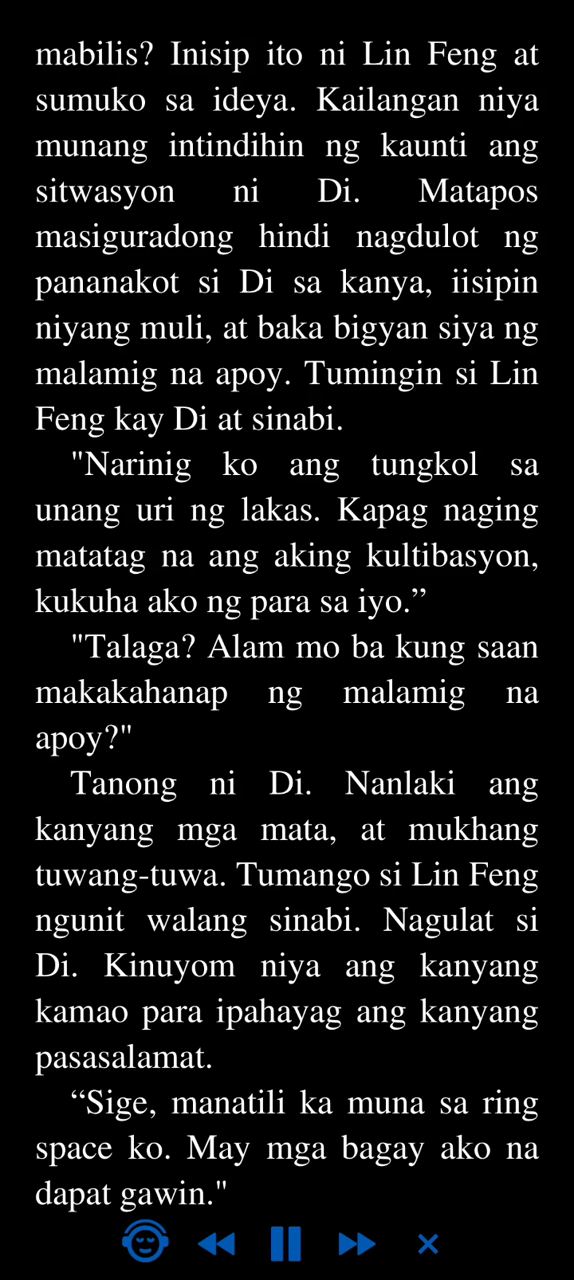 mabilis? Inisip ito ni Lin Feng at
sumuko sa ideya. Kailangan niya
munang intindihin ng kaunti ang
sitwasyon ni Di. Matapos
masiguradong hindi nagdulot ng
pananakot si Di sa kanya, iisipin
niyang muli, at baka bigyan siya ng
malamig na apoy. Tumingin si Lin
Feng kay Di at sinabi.
"Narinig ko ang tungkol sa
unang uri ng lakas. Kapag naging
matatag na ang aking kultibasyon,
kukuha ako ng para sa iyo.”
"Talaga? Alam mo ba kung saan
makakahanap ng malamig na
apoy?"
Tanong ni Di. Nanlaki ang
kanyang mga mata, at mukhang
tuwang-tuwa. Tumango si Lin Feng
ngunit walang sinabi. Nagulat si
Di. Kinuyom niya ang kanyang
kamao para ipahayag ang kanyang
pasasalamat.
“Sige, manatili ka muna sa ring
space ko. May mga bagay ako na
dapat gawin."